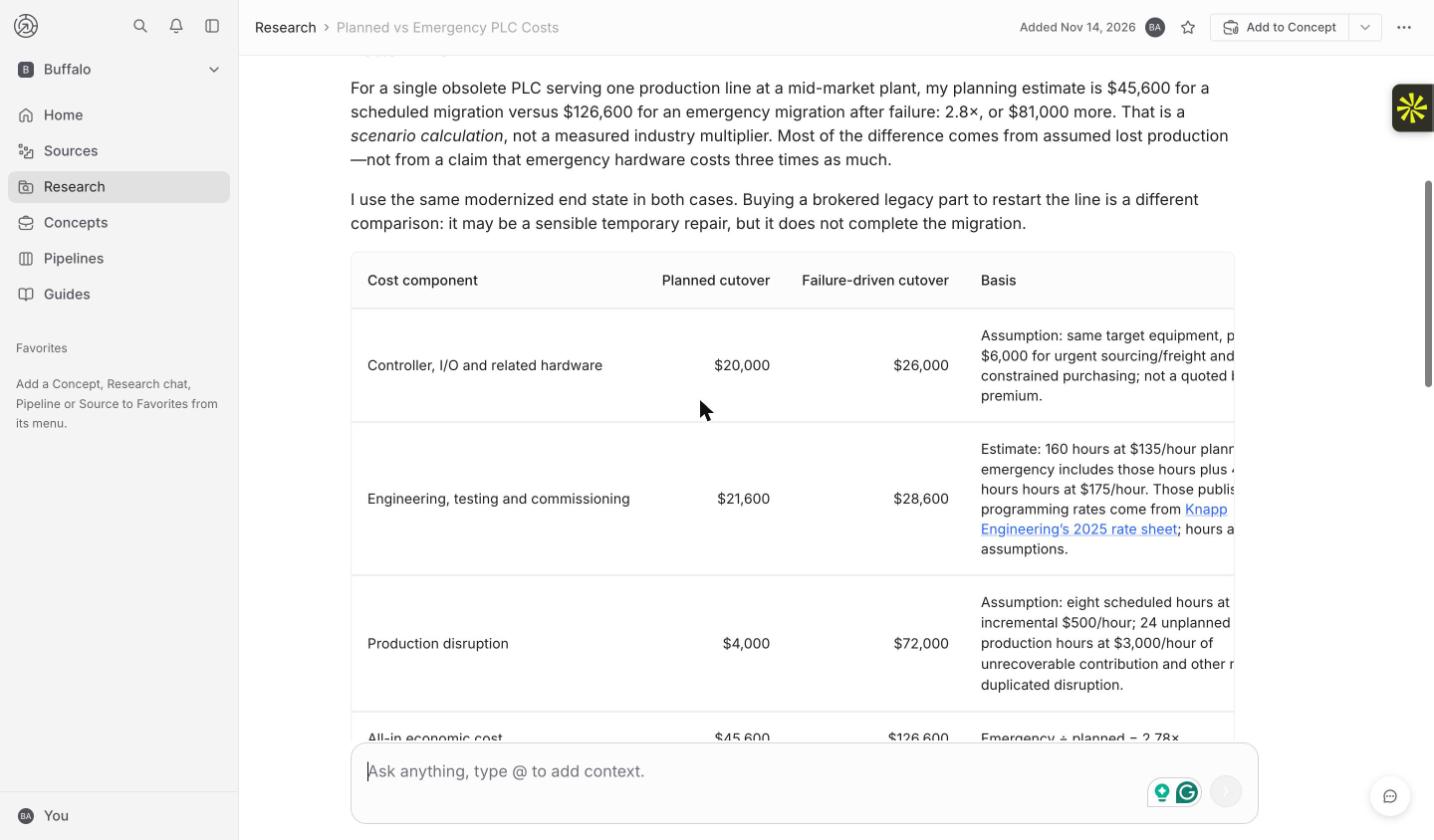 Research › Planned vs Emergency PLC Costs
Added Nov 14, 2026 BA
Add to Concept
B Buffalo
Home
Sources
Research
Concepts
Pipelines
Guides
Favorites
Add a Concept, Research chat,
Pipeline or Source to Favorites from
its menu.
BA You
For a single obsolete PLC serving one production line at a mid-market plant, my planning estimate is $45,600 for a
scheduled migration versus $126,600 for an emergency migration after failure: 2.8×, or $81,000 more. That is a
scenario calculation, not a measured industry multiplier. Most of the difference comes from assumed lost production
—not from a claim that emergency hardware costs three times as much.
I use the same modernized end state in both cases. Buying a brokered legacy part to restart the line is a different
comparison: it may be a sensible temporary repair, but it does not complete the migration.
Cost component Planned cutover Failure-driven cutover Basis
Controller, I/O and related hardware $20,000 $26,000
Assumption: same target equipment,
$6,000 for urgent sourcing/freight and
constrained purchasing; not a quoted
premium.
Engineering, testing and commissioning $21,600 $28,600
Estimate: 160 hours at $135/hour
emergency includes those hours plus
hours hours at $175/hour. Those
programming rates come from Knapp
Engineering’s 2025 rate sheet; hours
assumptions.
Production disruption $4,000 $72,000
Assumption: eight scheduled hours at
incremental $500/hour; 24 unplanned
production hours at $3,000/hour of
unrecoverable contribution and other
duplicated disruption.
All-in economic cost $45,600 $126,600 Emergency ÷ planned = 2.78×
Ask anything, type @ to add context.